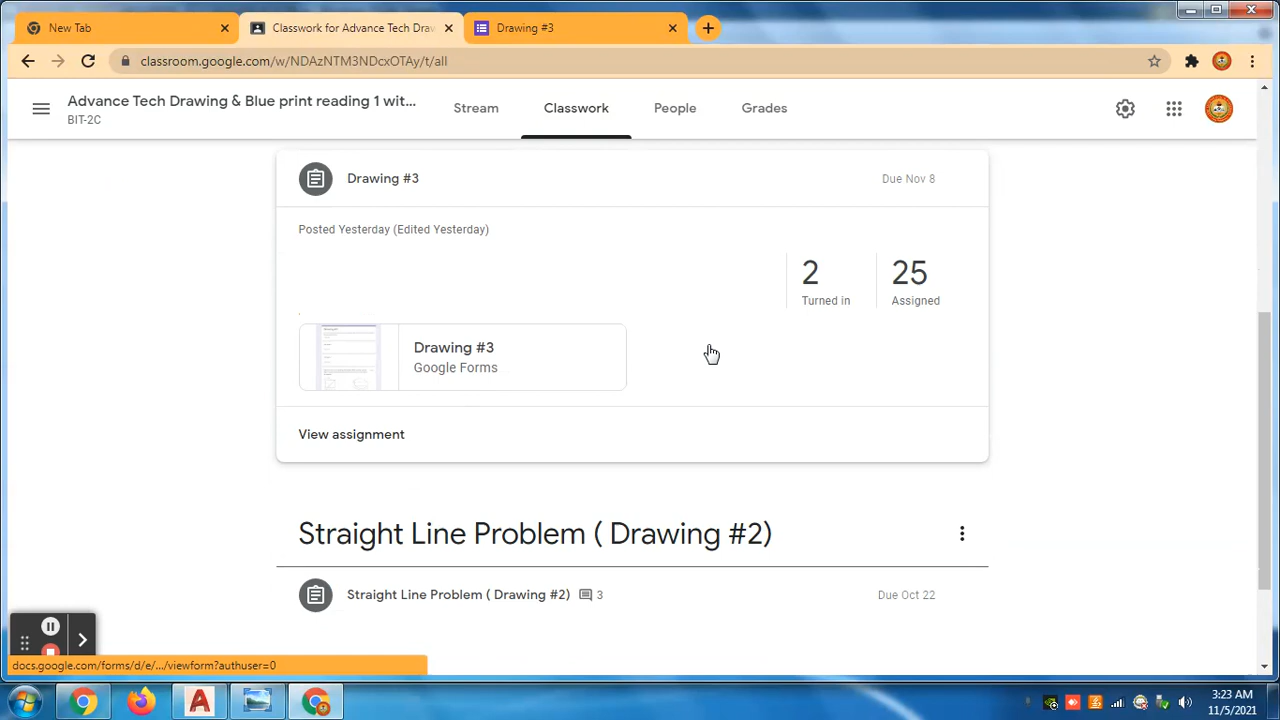 New Tab
Classwork for Advance Tech Draw
Drawing #3
classroom.google.com/w/NDAzNTM3NDcxOTAy/t/all
Advance Tech Drawing & Blue print reading 1 wit...
BIT-2C
Stream
Classwork
People
Grades
Drawing #3
Due Nov 8
Posted Yesterday (Edited Yesterday)
2
25
Turned in
Assigned
Drawing #3
Google Forms
View assignment
Straight Line Problem ( Drawing #2)
Straight Line Problem ( Drawing #2)
3
Due Oct 22
docs.google.com/forms/d/e/.../viewform?authuser=0
3:23 AM
11/5/2021